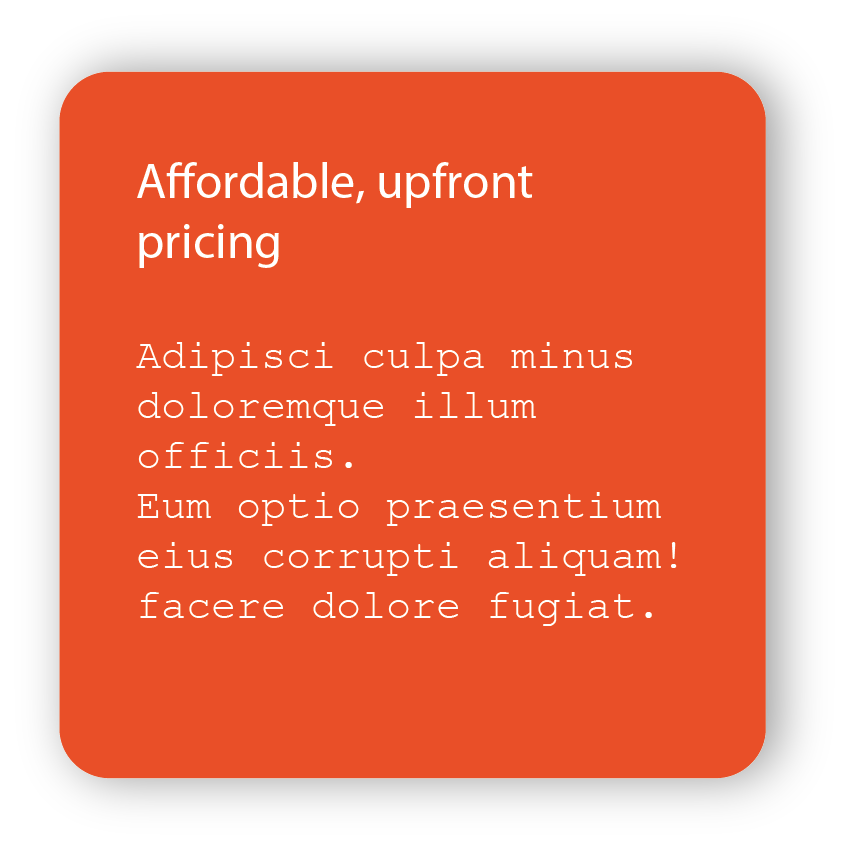 Affordable, upfront
pricing
Adipisci culpa minus
doloremque illum
officiis.
Eum optio praesentium
eius corrupti aliquam!
facere dolore fugiat.